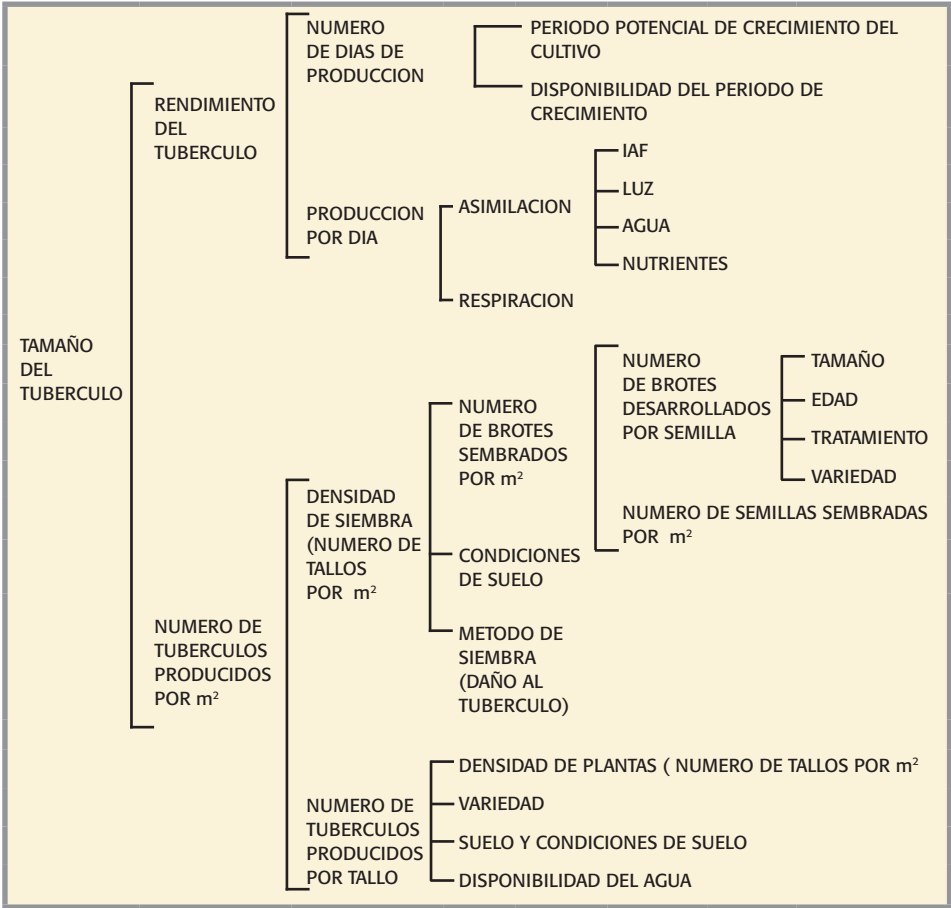 TAMAÑO
DEL
TUBERCULO
RENDIMIENTO
DEL
TUBERCULO
NUMERO
DE DIAS DE
PRODUCCION
PERIODO POTENCIAL DE CRECIMIENTO DEL
CULTIVO
DISPONIBILIDAD DEL PERIODO DE
CRECIMIENTO
PRODUCCION
POR DIA
ASIMILACION
IAF
LUZ
AGUA
NUTRIENTES
RESPIRACION
NUMERO DE
TUBERCULOS
PRODUCIDOS
POR m²
DENSIDAD
DE SIEMBRA
(NUMERO DE
TALLOS
POR m²
NUMERO
DE BROTES
SEMBRADOS
POR m²
NUMERO
DE BROTES
DESARROLLADOS
POR SEMILLA
TAMAÑO
EDAD
TRATAMIENTO
VARIEDAD
NUMERO DE SEMILLAS SEMBRADAS
POR m²
CONDICIONES
DE SUELO
METODO DE
SIEMBRA
(DAÑO AL
TUBERCULO)
NUMERO DE
TUBERCULOS
PRODUCIDOS
POR TALLO
DENSIDAD DE PLANTAS ( NUMERO DE TALLOS POR m²
VARIEDAD
SUELO Y CONDICIONES DE SUELO
DISPONIBILIDAD DEL AGUA